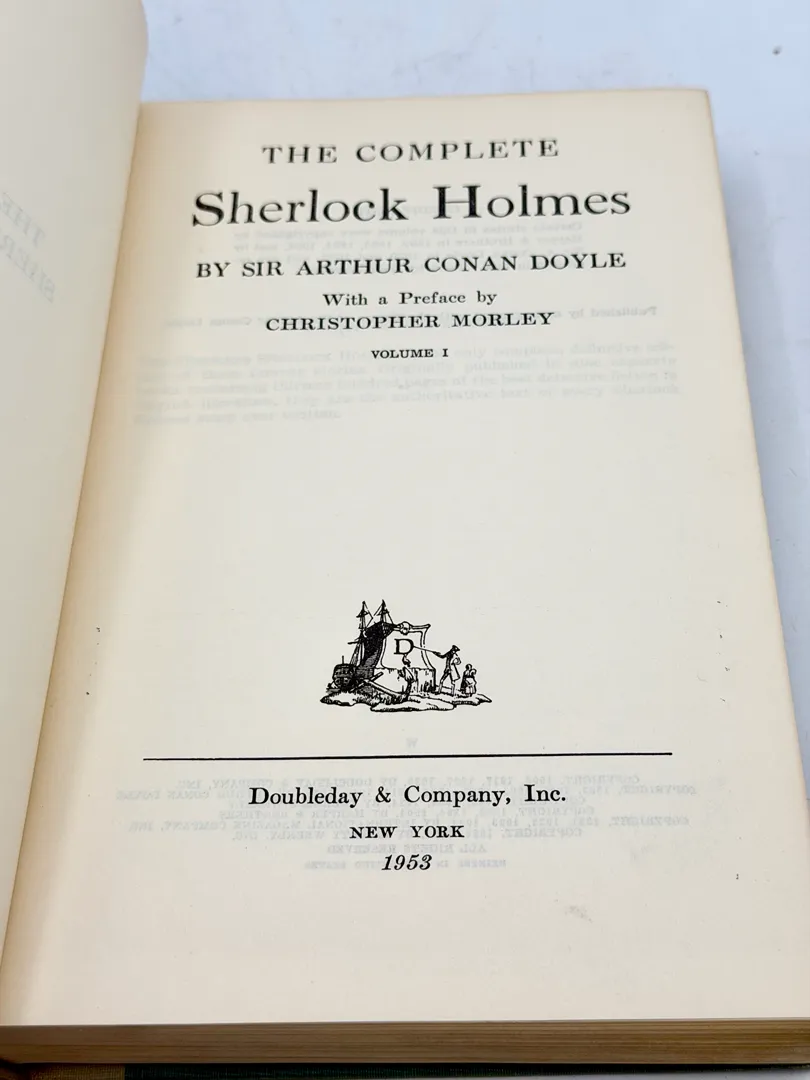 THE COMPLETE
Sherlock Holmes
BY SIR ARTHUR CONAN DOYLE
With a Preface by
CHRISTOPHER MORLEY
VOLUME I
D
Doubleday & Company, Inc.
NEW YORK
1953